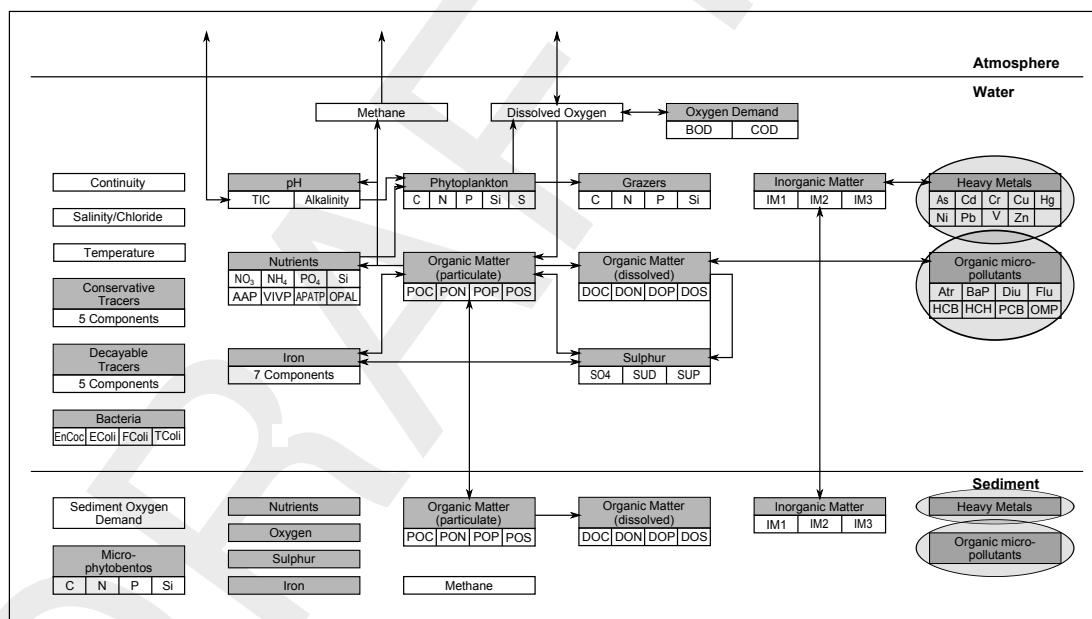 Atmosphere
Water
Methane
Dissolved Oxygen
Oxygen Demand
BOD COD
Continuity
pH
TIC Alkalinity
Phytoplankton
C N P Si S
Grazers
C N P Si
Inorganic Matter
IM1 IM2 IM3
Heavy Metals
As Cd Cr Cu Hg
Ni Pb V Zn
Salinity/Chloride
Temperature
Nutrients
NO3 NH4 PO4 Si
AAP VIVP APATP OPAL
Organic Matter
(particulate)
POC PON POP POS
Organic Matter
(dissolved)
DOC DON DOP DOS
Organic micro-
pollutants
Atr BaP Diu Flu
HCB HCH PCB OMP
Conservative
Tracers
5 Components
Decayable
Tracers
5 Components
Iron
7 Components
Sulphur
SO4 SUD SUP
Bacteria
EnCoc EColi FColi TColi
Sediment
Sediment Oxygen
Demand
Nutrients
Oxygen
Sulphur
Iron
Organic Matter
(particulate)
POC PON POP POS
Organic Matter
(dissolved)
DOC DON DOP DOS
Inorganic Matter
IM1 IM2 IM3
Heavy Metals
Organic micro-
pollutants
Micro-
phytobentos
C N P Si
Methane
DRAFT